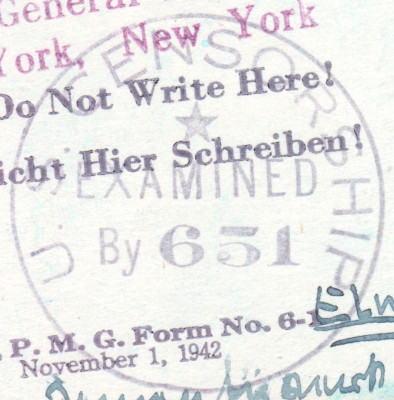 General
York, New York
Do Not Write Here!
icht Hier Schreiben!
U.S. CENSORSHIP
EXAMINED
By 651
. P. M. G. Form No. 6-1
November 1, 1942